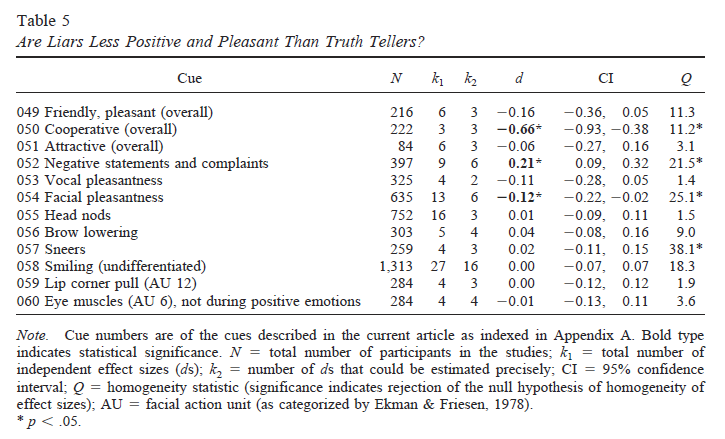 Table 5
Are Liars Less Positive and Pleasant Than Truth Tellers?
Cue N k1 k2 d CI Q
049 Friendly, pleasant (overall) 216 6 3 −0.16 −0.36, 0.05 11.3
050 Cooperative (overall) 222 3 3 −0.66* −0.93, −0.38 11.2*
051 Attractive (overall) 84 6 3 −0.06 −0.27, 0.16 3.1
052 Negative statements and complaints 397 9 6 0.21* 0.09, 0.32 21.5*
053 Vocal pleasantness 325 4 2 −0.11 −0.28, 0.05 1.4
054 Facial pleasantness 635 13 6 −0.12* −0.22, −0.02 25.1*
055 Head nods 752 16 3 0.01 −0.09, 0.11 1.5
056 Brow lowering 303 5 4 0.04 −0.08, 0.16 9.0
057 Sneers 259 4 3 0.02 −0.11, 0.15 38.1*
058 Smiling (undifferentiated) 1,313 27 16 0.00 −0.07, 0.07 18.3
059 Lip corner pull (AU 12) 284 4 3 0.00 −0.12, 0.12 1.9
060 Eye muscles (AU 6), not during positive emotions 284 4 4 −0.01 −0.13, 0.11 3.6
Note. Cue numbers are of the cues described in the current article as indexed in Appendix A. Bold type
indicates statistical significance. N = total number of participants in the studies; k1 = total number of
independent effect sizes (ds); k2 = number of ds that could be estimated precisely; CI = 95% confidence
interval; Q = homogeneity statistic (significance indicates rejection of the null hypothesis of homogeneity of
effect sizes); AU = facial action unit (as categorized by Ekman & Friesen, 1978).
* p < .05.